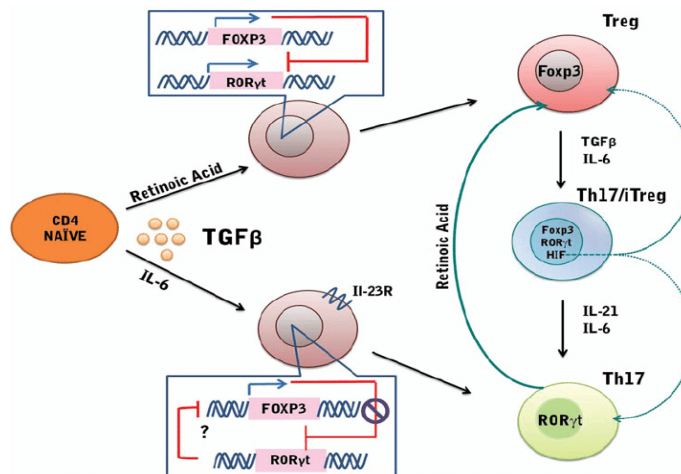 Treg
FOXP3
RORγt
Foxp3
TGFβ
IL-6
Retinoic Acid
Th17/iTreg
CD4
NAÏVE
TGFβ
Foxp3
RORγt
HIF
Retinoic Acid
IL-6
Il-23R
IL-21
IL-6
Th17
FOXP3
?
RORγt
RORγt